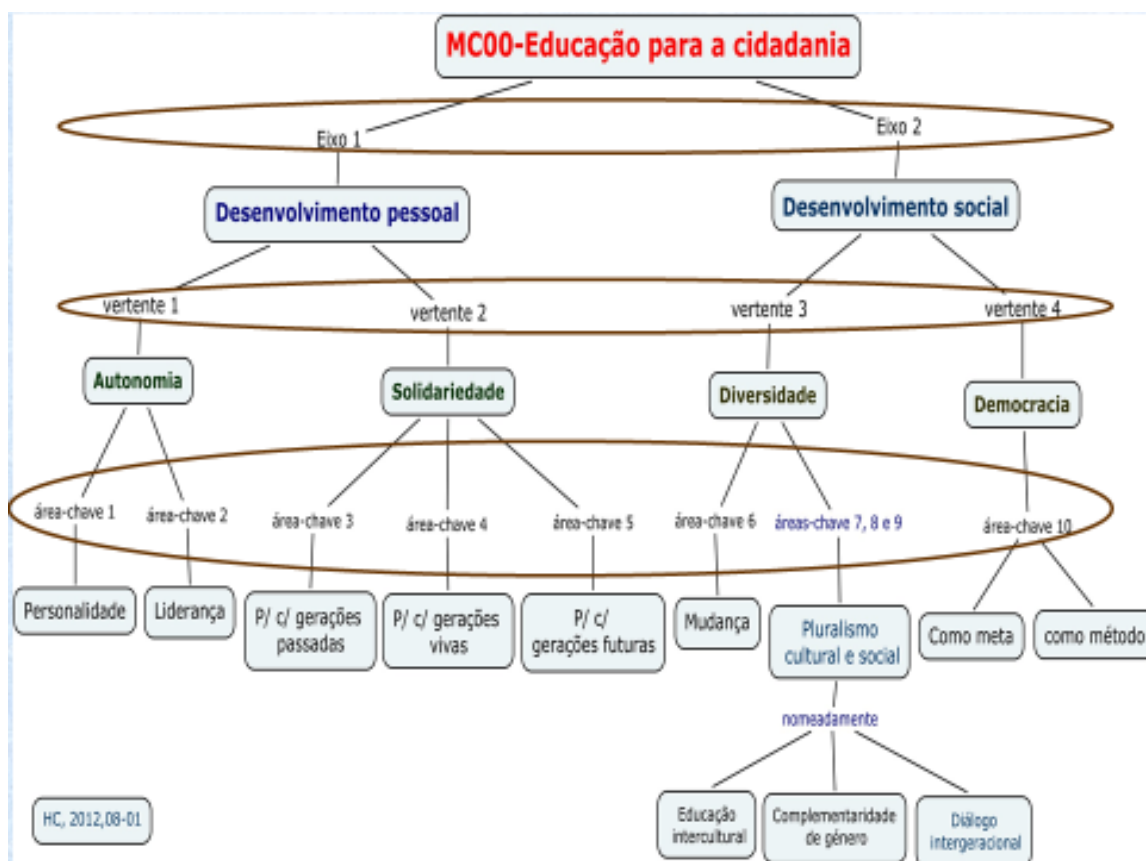 MC00-Educação para a cidadania
Eixo 1
Eixo 2
Desenvolvimento pessoal
Desenvolvimento social
vertente 1
vertente 2
vertente 3
vertente 4
Autonomia
Solidariedade
Diversidade
Democracia
área-chave 1
área-chave 2
área-chave 3
área-chave 4
área-chave 5
área-chave 6
áreas-chave 7, 8 e 9
área-chave 10
Personalidade
Liderança
P/ c/ gerações
passadas
P/ c/ gerações
vivas
P/ c/
gerações futuras
Mudança
Pluralismo
cultural e social
Como meta
como método
nomeadamente
Educação
intercultural
Complementaridade
de género
Diálogo
intergeracional
HC, 2012,08-01